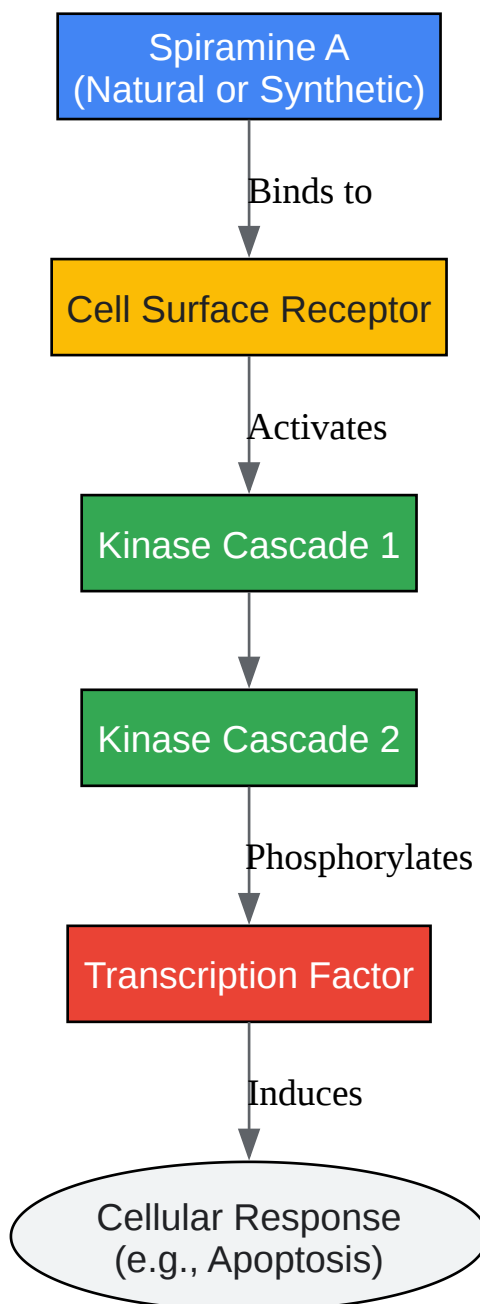 Spiramine A
(Natural or Synthetic)
Binds to
Cell Surface Receptor
Activates
Kinase Cascade 1
Kinase Cascade 2
Phosphorylates
Transcription Factor
Induces
Cellular Response
(e.g., Apoptosis)